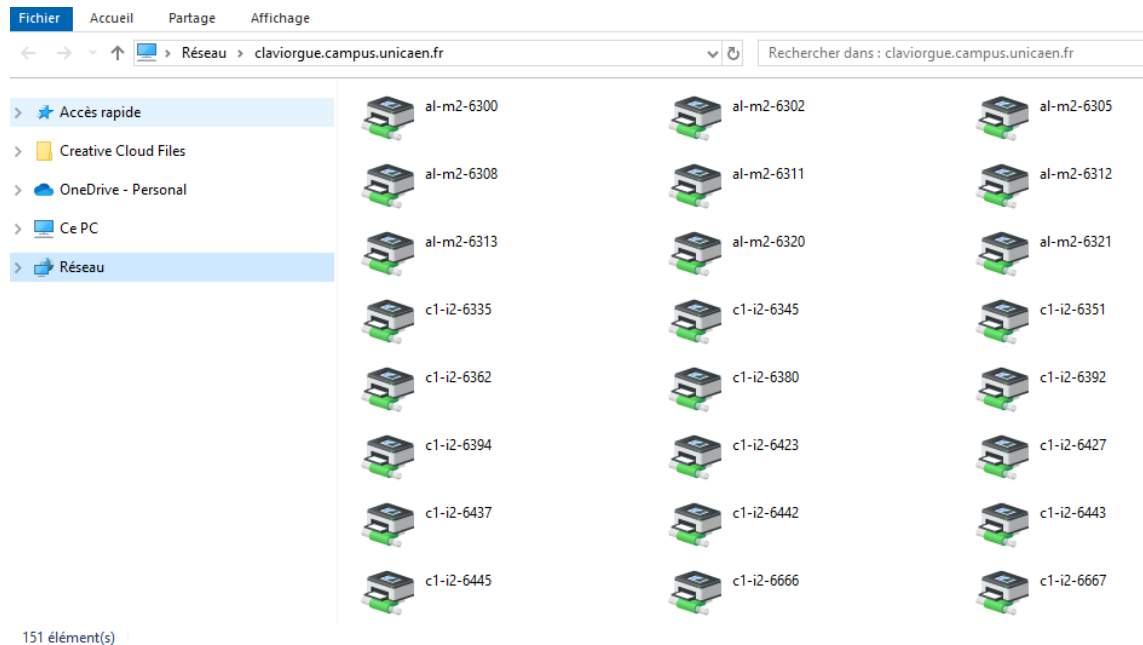 Fichier Accueil Partage Affichage
Réseau claviorgue.campus.unicaen.fr Rechercher dans : claviorgue.campus.unicaen.fr
Accès rapide
Creative Cloud Files
OneDrive - Personal
Ce PC
Réseau
al-m2-6300 al-m2-6302 al-m2-6305
al-m2-6308 al-m2-6311 al-m2-6312
al-m2-6313 al-m2-6320 al-m2-6321
c1-i2-6335 c1-i2-6345 c1-i2-6351
c1-i2-6362 c1-i2-6380 c1-i2-6392
c1-i2-6394 c1-i2-6423 c1-i2-6427
c1-i2-6437 c1-i2-6442 c1-i2-6443
c1-i2-6445 c1-i2-6666 c1-i2-6667
151 élément(s)